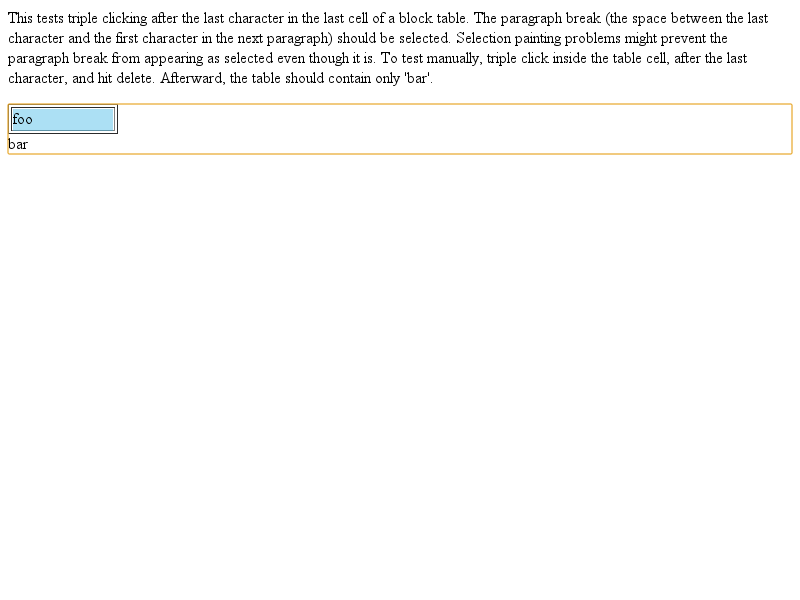 This tests triple clicking after the last character in the last cell of a block table. The paragraph break (the space between the last
character and the first character in the next paragraph) should be selected. Selection painting problems might prevent the
paragraph break from appearing as selected even though it is. To test manually, triple click inside the table cell, after the last
character, and hit delete. Afterward, the table should contain only 'bar'.
foo
bar